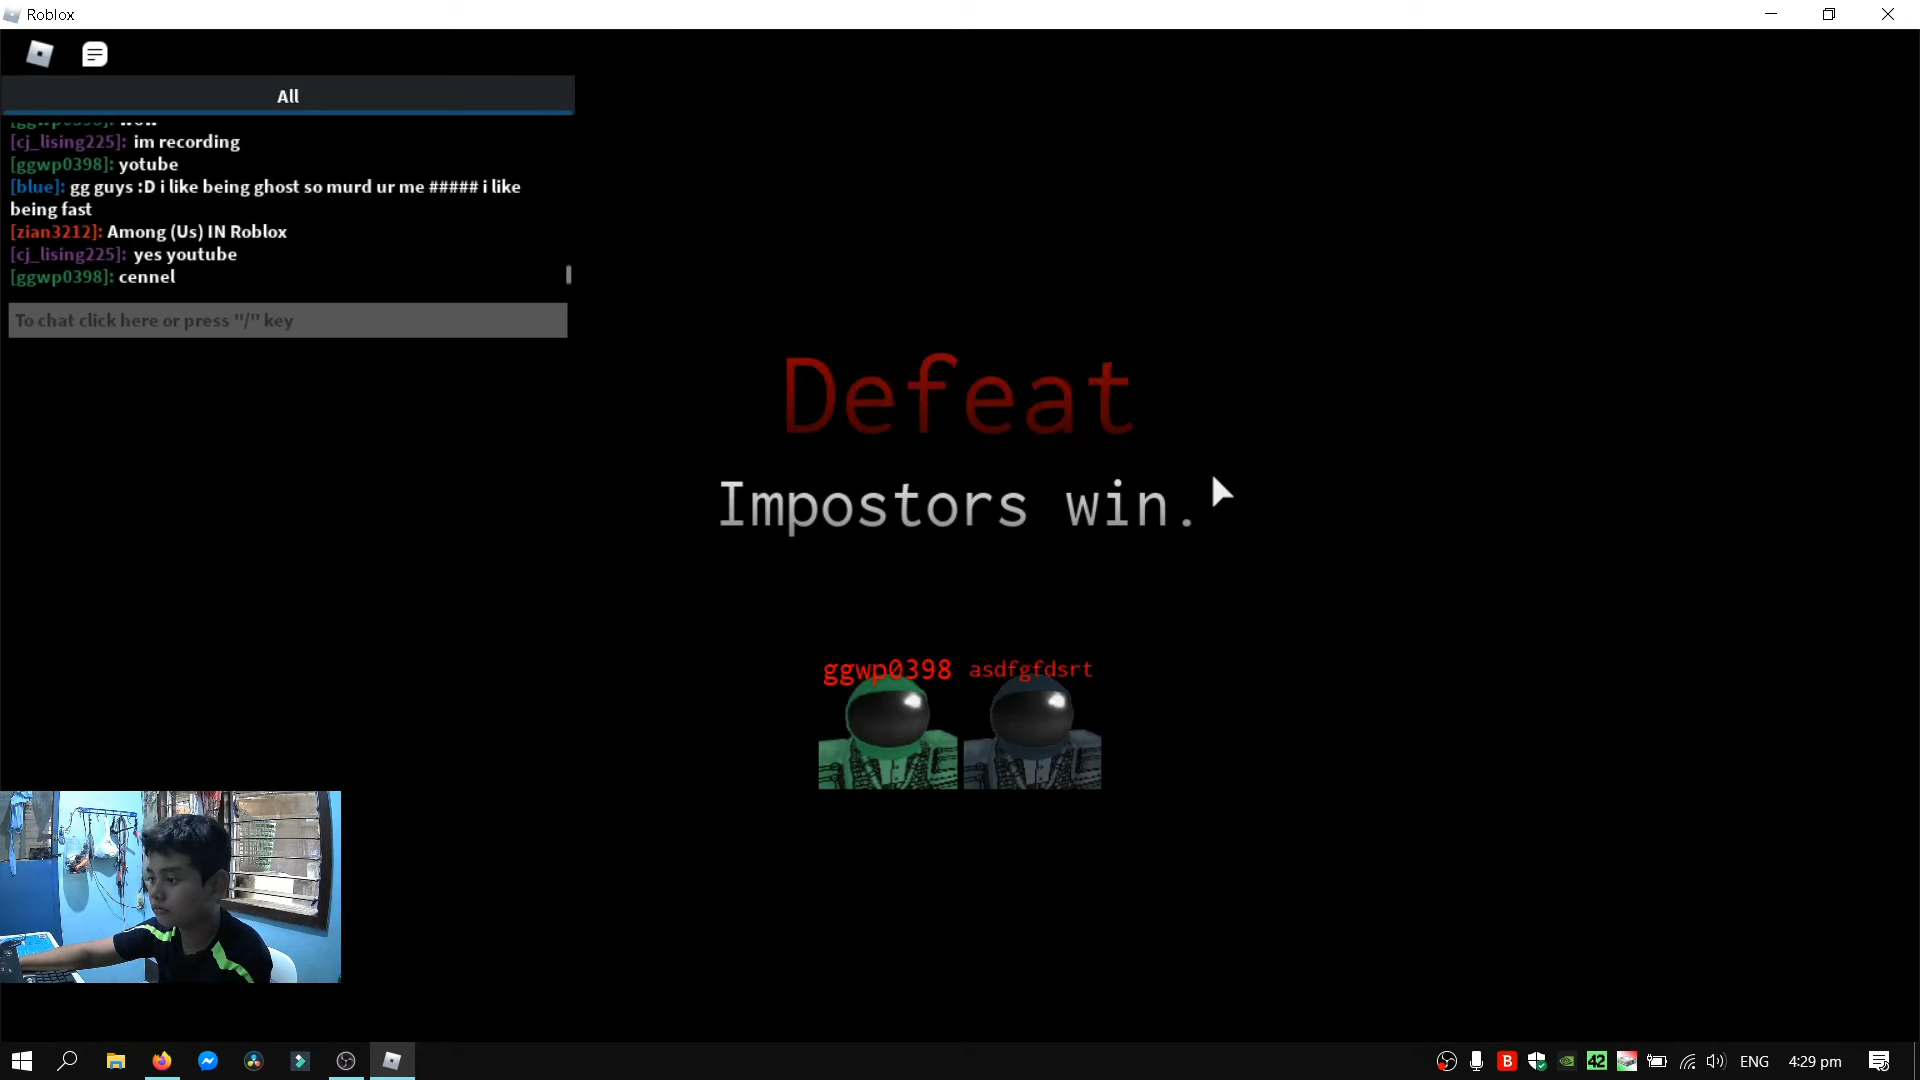 Roblox
All
[ggwp0398]: wow
[cj_lising225]: im recording
[ggwp0398]: yotube
[blue]: gg guys :D i like being ghost so murd ur me ##### i like
being fast
[zian3212]: Among (Us) IN Roblox
[cj_lising225]: yes youtube
[ggwp0398]: cennel
To chat click here or press "/" key
Defeat
Impostors win.
ggwp0398 asdfgfdsrt
B 42 ENG 4:29 pm